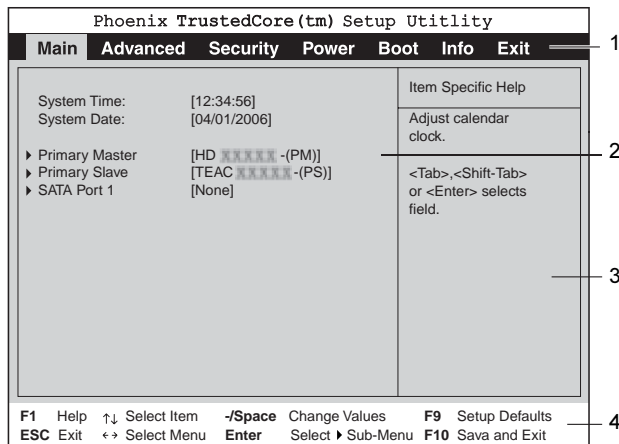 Phoenix TrustedCore(tm) Setup Utitlity
Main Advanced Security Power Boot Info Exit
1
System Time: [12:34:56]
System Date: [04/01/2006]
Primary Master [HD XXXXX -(PM)]
Primary Slave [TEAC XXXXX -(PS)]
SATA Port 1 [None]
2
Item Specific Help
Adjust calendar
clock.
<Tab>,<Shift-Tab>
or <Enter> selects
field.
3
F1 Help ↑↓ Select Item -/Space Change Values F9 Setup Defaults
ESC Exit ←→ Select Menu Enter Select ▶ Sub-Menu F10 Sava and Exit
4